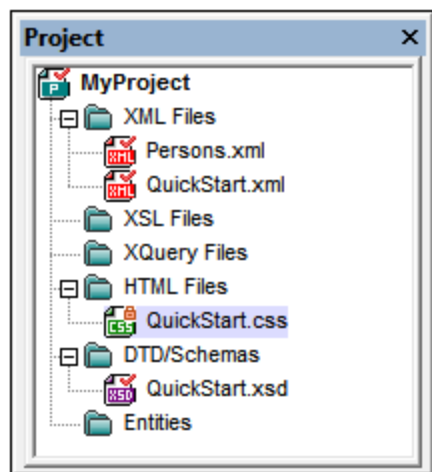 Project
MyProject
XML Files
Persons.xml
QuickStart.xml
XSL Files
XQuery Files
HTML Files
QuickStart.css
DTD/Schemas
QuickStart.xsd
Entities